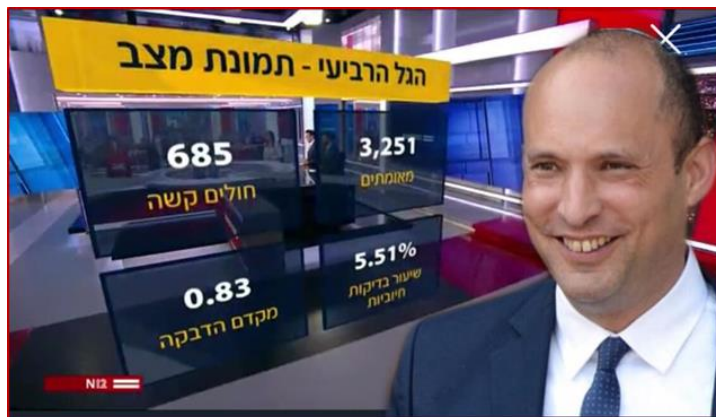 הגל הרביעי - תמונת מצב
3,251
מאומתים
685
חולים קשה
5.51%
שיעור בדיקות
חיוביות
0.83
מקדם הדבקה